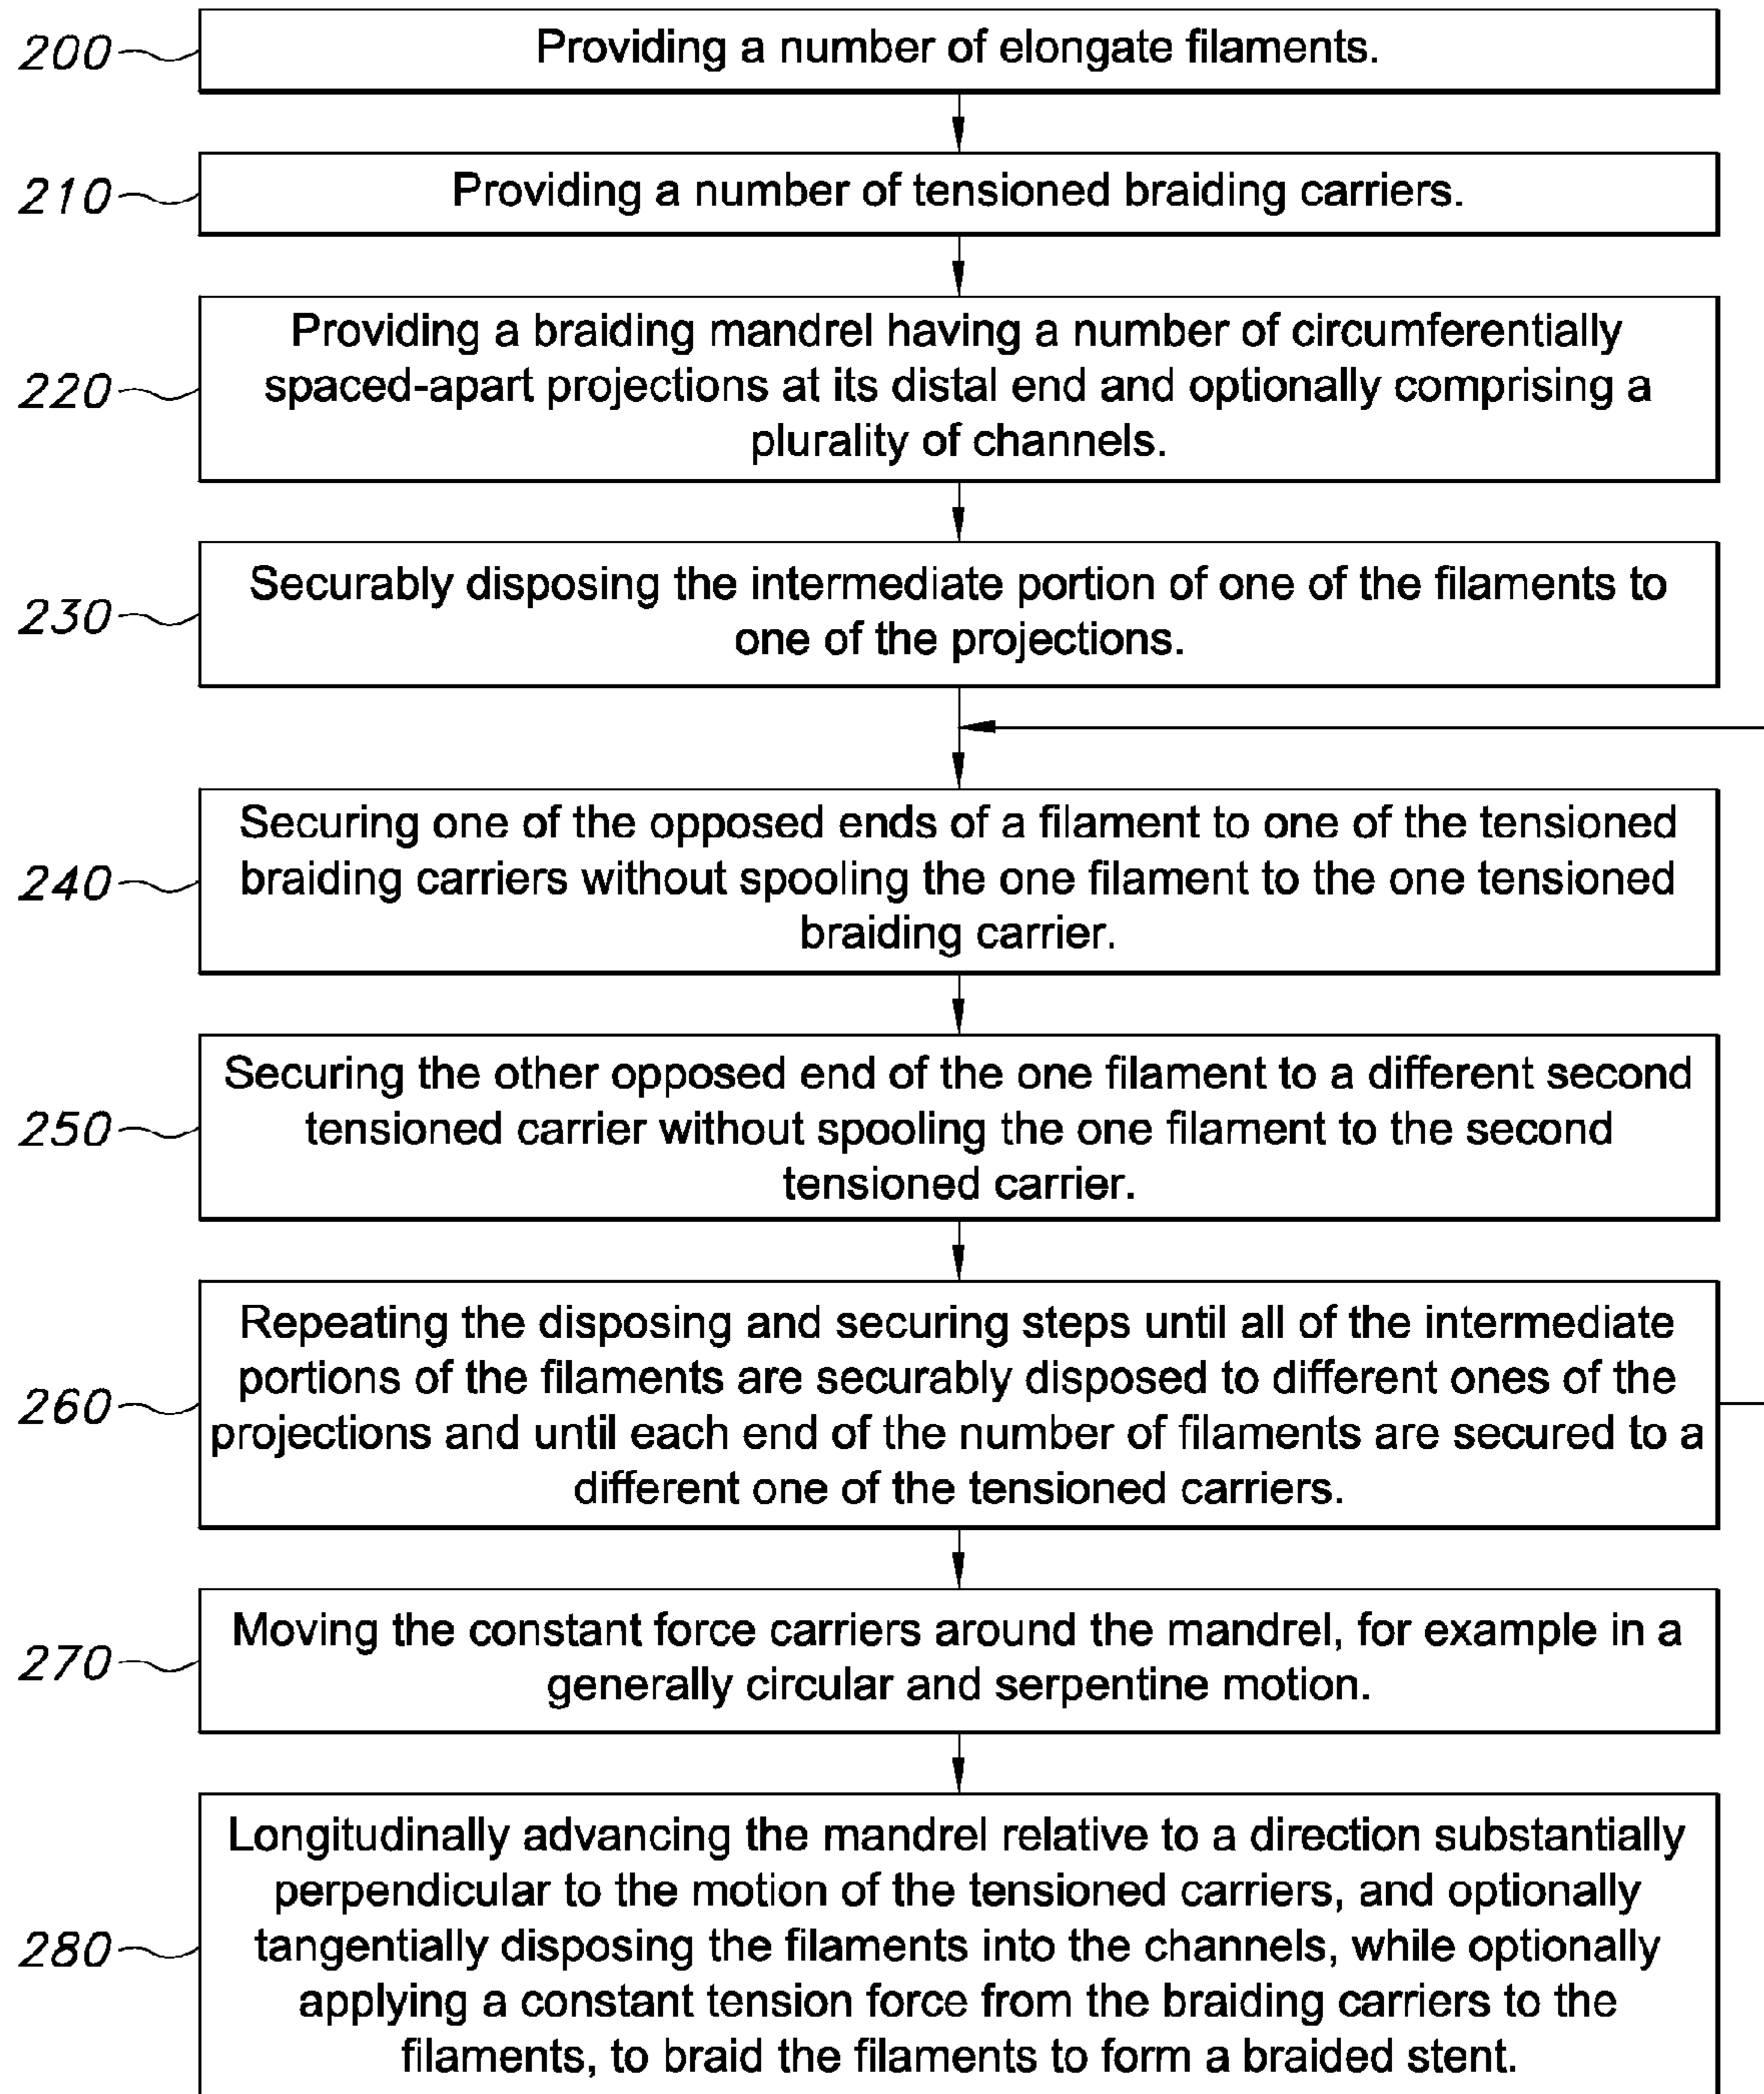 200
Providing a number of elongate filaments.
210
Providing a number of tensioned braiding carriers.
220
Providing a braiding mandrel having a number of circumferentially
spaced-apart projections at its distal end and optionally comprising a
plurality of channels.
230
Securably disposing the intermediate portion of one of the filaments to
one of the projections.
240
Securing one of the opposed ends of a filament to one of the tensioned
braiding carriers without spooling the one filament to the one tensioned
braiding carrier.
250
Securing the other opposed end of the one filament to a different second
tensioned carrier without spooling the one filament to the second
tensioned carrier.
260
Repeating the disposing and securing steps until all of the intermediate
portions of the filaments are securably disposed to different ones of the
projections and until each end of the number of filaments are secured to a
different one of the tensioned carriers.
270
Moving the constant force carriers around the mandrel, for example in a
generally circular and serpentine motion.
280
Longitudinally advancing the mandrel relative to a direction substantially
perpendicular to the motion of the tensioned carriers, and optionally
tangentially disposing the filaments into the channels, while optionally
applying a constant tension force from the braiding carriers to the
filaments, to braid the filaments to form a braided stent.